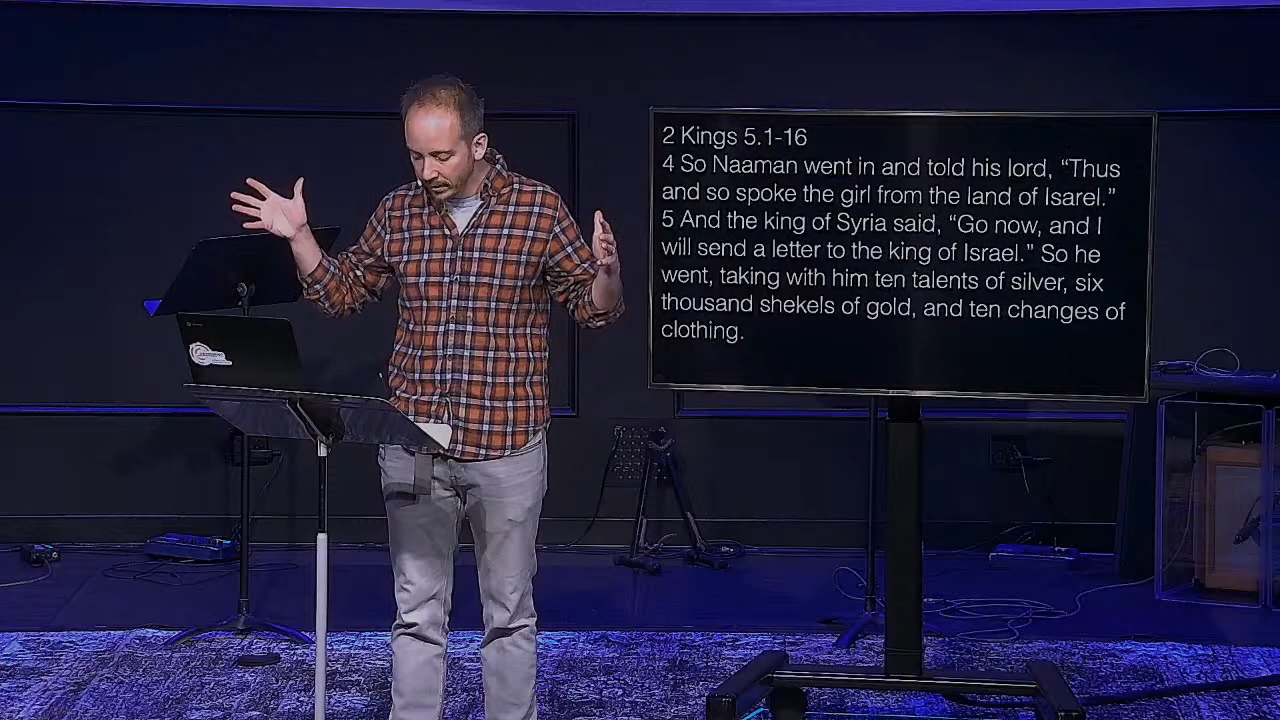 2 Kings 5.1-16
4 So Naaman went in and told his lord, “Thus
and so spoke the girl from the land of Isarel.”
5 And the king of Syria said, “Go now, and I
will send a letter to the king of Israel.” So he
went, taking with him ten talents of silver, six
thousand shekels of gold, and ten changes of
clothing.